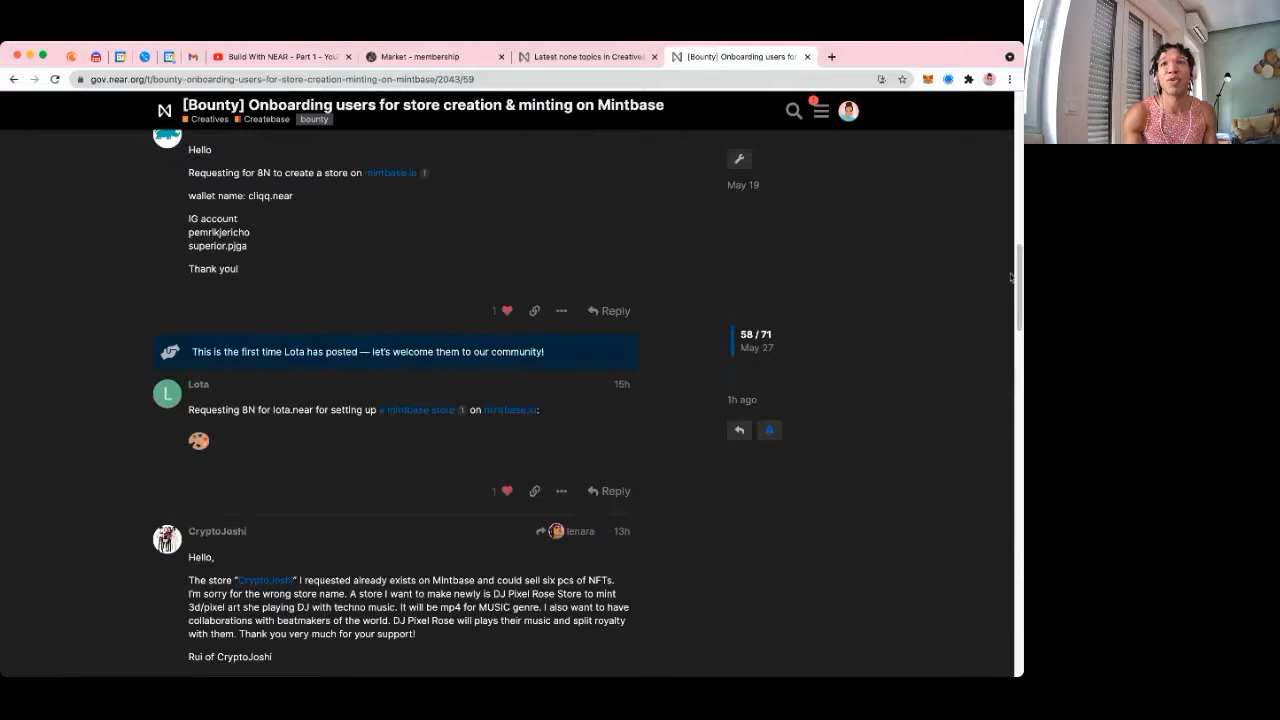 Build With NEAR - Part 1 - You
Market - membership
Latest none topics in Creatives
[Bounty] Onboarding users for
gov.near.org/t/bounty-onboarding-users-for-store-creation-minting-on-mintbase/2043/59
[Bounty] Onboarding users for store creation & minting on Mintbase
Creatives Createbase bounty
Hello
Requesting for 8N to create a store on mintbase.io 1
wallet name: cliqq.near
IG account
pemrikjericho
superior.pjga
Thank you!
1 Reply
This is the first time Lota has posted — let's welcome them to our community!
L
Lota 15h
Requesting 8N for lota.near for setting up a mintbase store 1 on mintbase.io:
1 Reply
CryptoJoshi lenara 13h
Hello,
The store "CryptoJoshi" I requested already exists on Mintbase and could sell six pcs of NFTs.
I'm sorry for the wrong store name. A store I want to make newly is DJ Pixel Rose Store to mint
3d/pixel art she playing DJ with techno music. It will be mp4 for MUSIC genre. I also want to have
collaborations with beatmakers of the world. DJ Pixel Rose will plays their music and split royalty
with them. Thank you very much for your support!
Rui of CryptoJoshi
May 19
58 / 71
May 27
1h ago